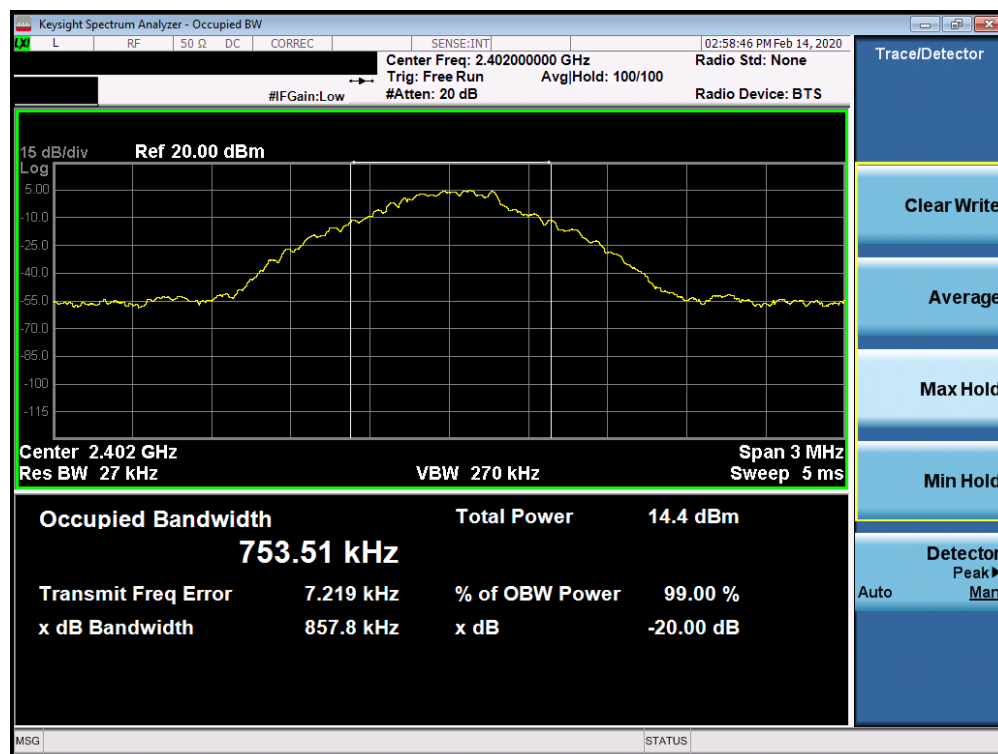 Keysight Spectrum Analyzer - Occupied BW
LXI L RF 50 Ω DC CORREC SENSE:INT 02:58:46 PM Feb 14, 2020
Center Freq: 2.402000000 GHz Radio Std: None
Trig: Free Run Avg|Hold: 100/100
#IFGain:Low #Atten: 20 dB Radio Device: BTS
Trace/Detector
15 dB/div Ref 20.00 dBm
Log
5.00
-10.0
-25.0
-40.0
-55.0
-70.0
-85.0
-100
-115
Center 2.402 GHz Span 3 MHz
Res BW 27 kHz VBW 270 kHz Sweep 5 ms
Occupied Bandwidth Total Power 14.4 dBm
753.51 kHz
Transmit Freq Error 7.219 kHz % of OBW Power 99.00 %
x dB Bandwidth 857.8 kHz x dB -20.00 dB
Clear Write
Average
Max Hold
Min Hold
Detector
Peak
Auto Man
MSG STATUS